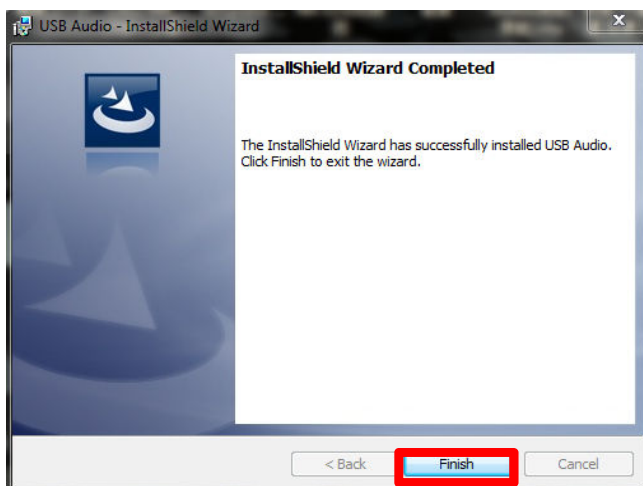 USB Audio - InstallShield Wizard
x
InstallShield Wizard Completed
The InstallShield Wizard has successfully installed USB Audio.
Click Finish to exit the wizard.
< Back
Finish
Cancel